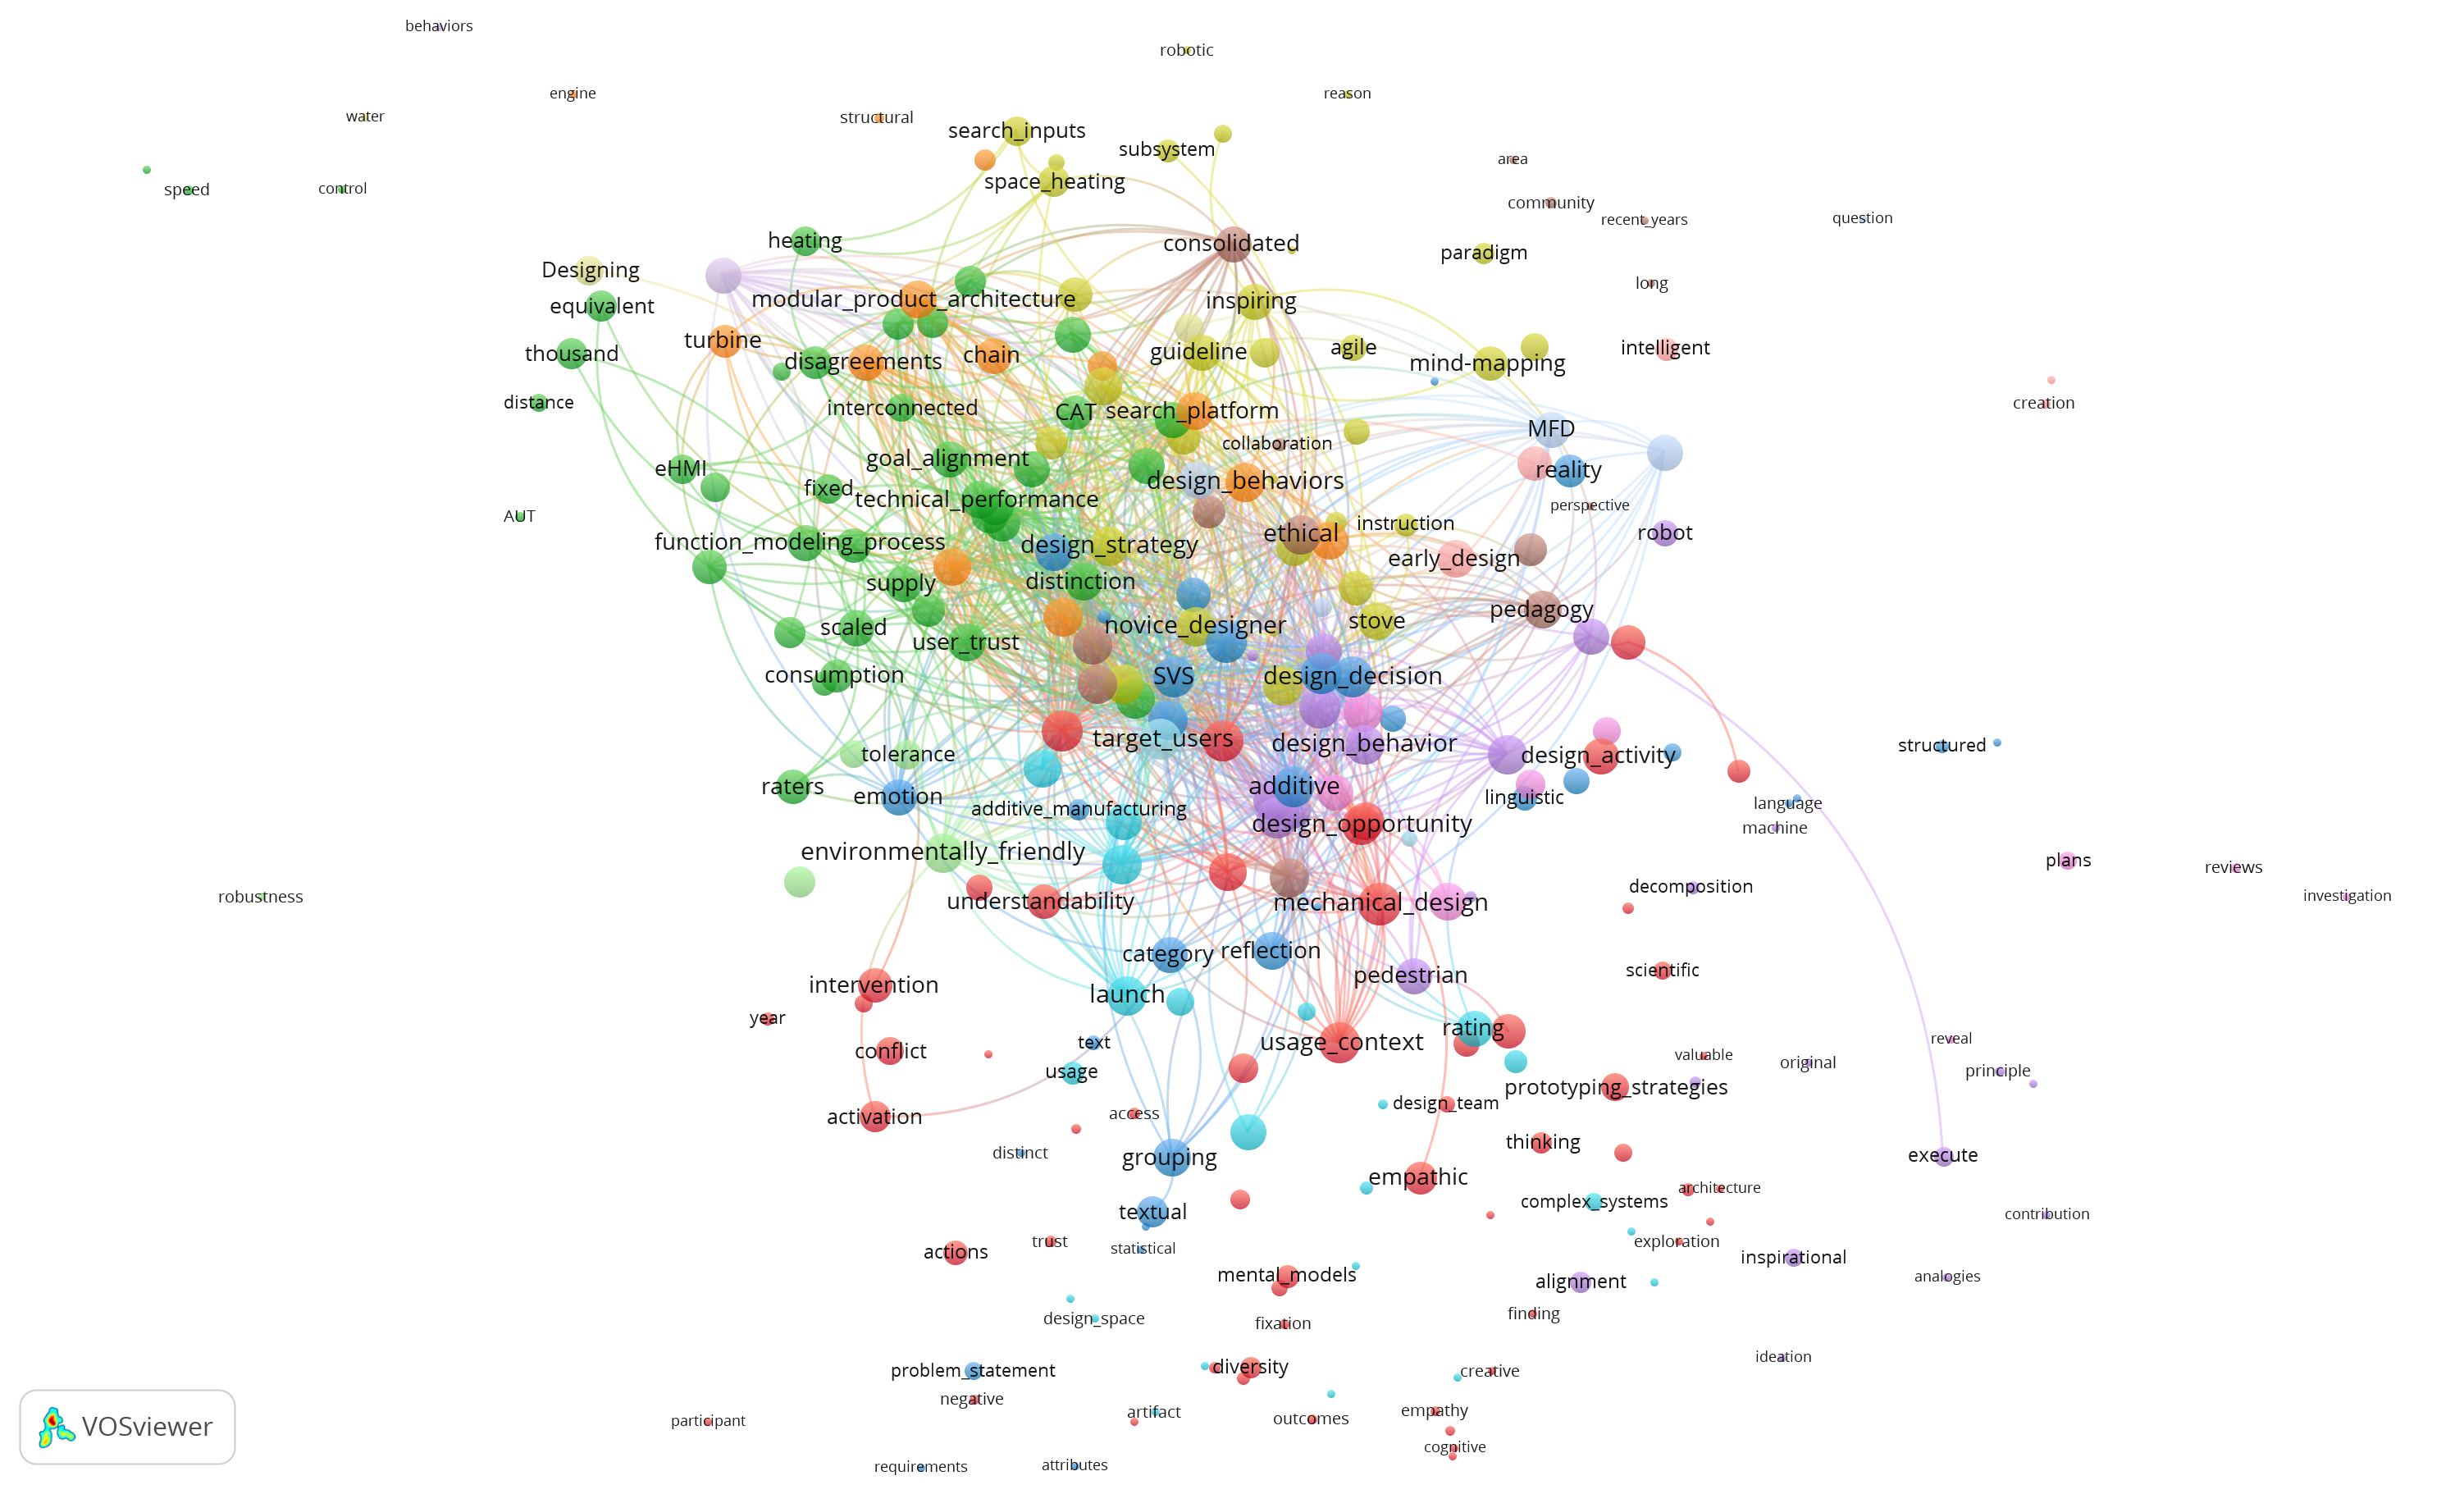 behaviors
robotic
engine
reason
water
structural
search_inputs
subsystem
area
space_heating
speed
control
community
recent_years
question
heating
consolidated
paradigm
Designing
long
equivalent
modular_product_architecture
inspiring
turbine
thousand
disagreements
chain
guideline
agile
mind-mapping
intelligent
distance
interconnected
CAT
search_platform
creation
MFD
collaboration
goal_alignment
eHMI
reality
fixed
technical_performance
design_behaviors
perspective
AUT
instruction
ethical
robot
function_modeling_process
design_strategy
early_design
supply
distinction
pedagogy
scaled
novice_designer
stove
user_trust
consumption
SVS
design_decision
target_users
design_behavior
structured
tolerance
design_activity
raters
emotion
additive
linguistic
additive_manufacturing
language
design_opportunity
machine
environmentally_friendly
plans
reviews
decomposition
robustness
understandability
mechanical_design
investigation
category
reflection
scientific
pedestrian
intervention
launch
year
rating
text
usage_context
reveal
conflict
valuable
original
usage
principle
prototyping_strategies
design_team
activation
access
thinking
distinct
grouping
execute
empathic
architecture
complex_systems
textual
contribution
trust
statistical
exploration
actions
inspirational
mental_models
alignment
analogies
design_space
finding
fixation
ideation
problem_statement
diversity
creative
negative
participant
artifact
outcomes
empathy
VOSviewer
cognitive
requirements
attributes